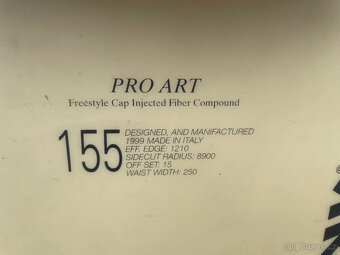 PRO ART
Freestyle Cap Injected Fiber Compound
155
DESIGNED, AND MANIFACTURED
1999 MADE IN ITALY
EFF. EDGE: 1210
SIDECUT RADIUS: 8900
OFF SET: 15
WAIST WIDTH: 250